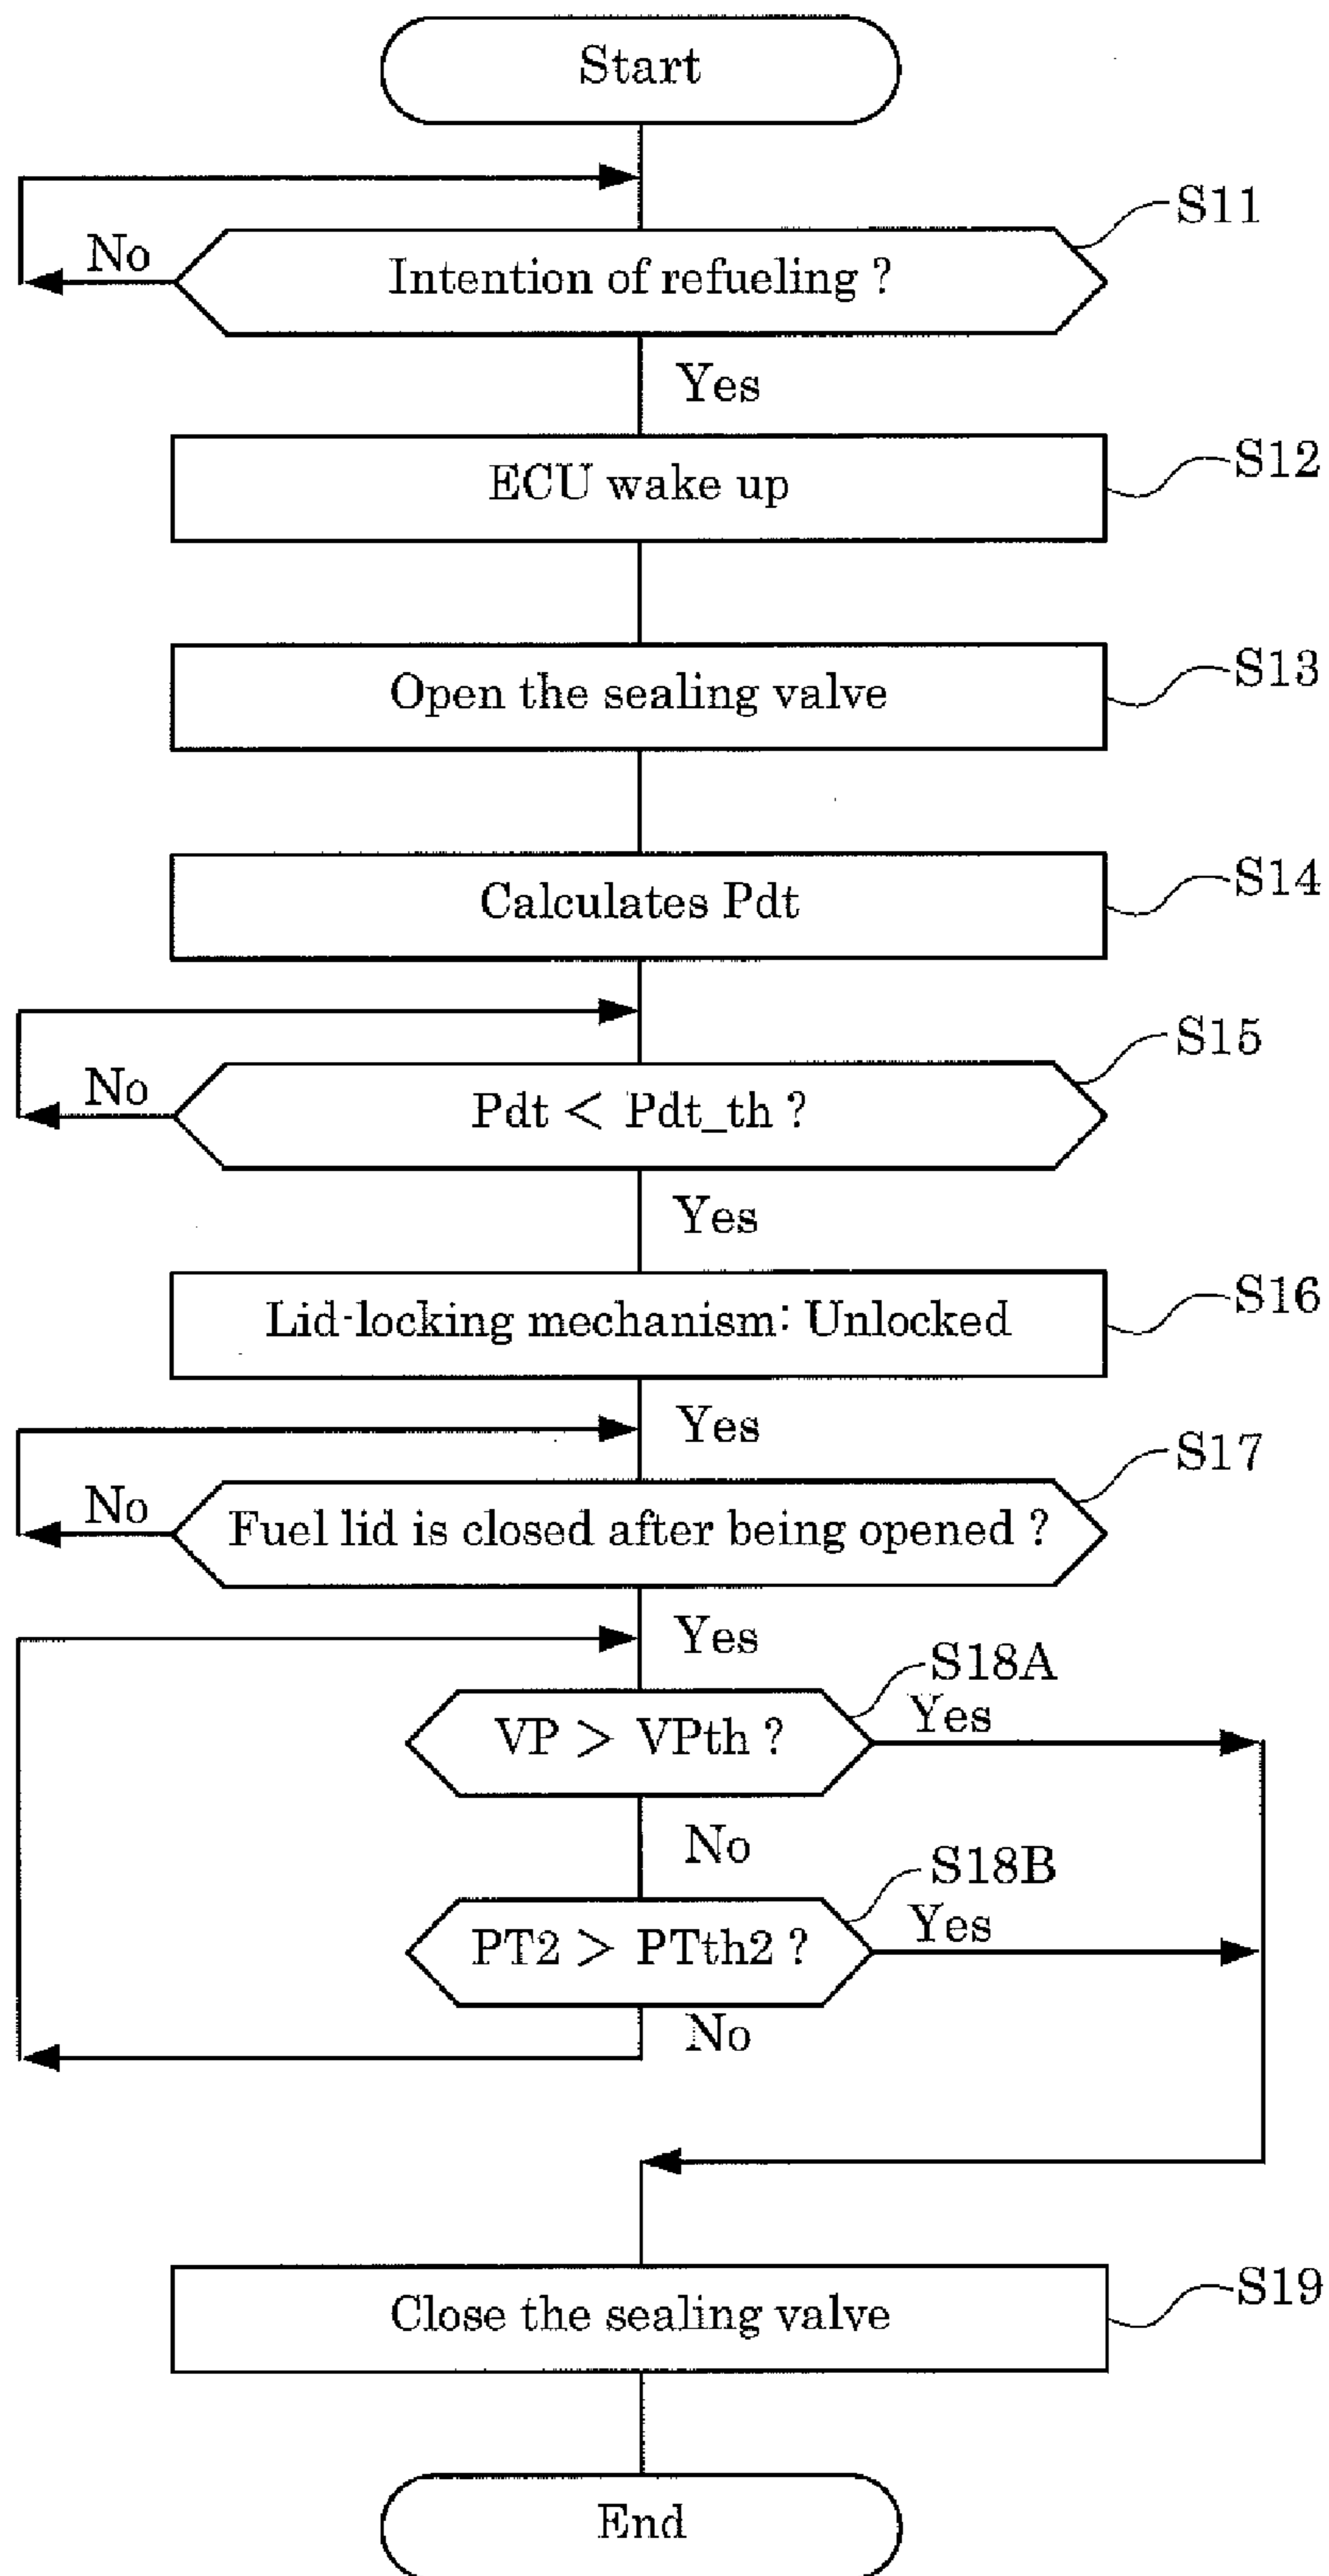 Start
S11
No
Intention of refueling ?
Yes
S12
ECU wake up
S13
Open the sealing valve
S14
Calculates Pdt
S15
No
Pdt < Pdt_th ?
Yes
S16
Lid-locking mechanism: Unlocked
Yes
S17
No
Fuel lid is closed after being opened ?
Yes
S18A
VP > VPth ?
Yes
No
S18B
PT2 > PTth2 ?
Yes
No
S19
Close the sealing valve
End